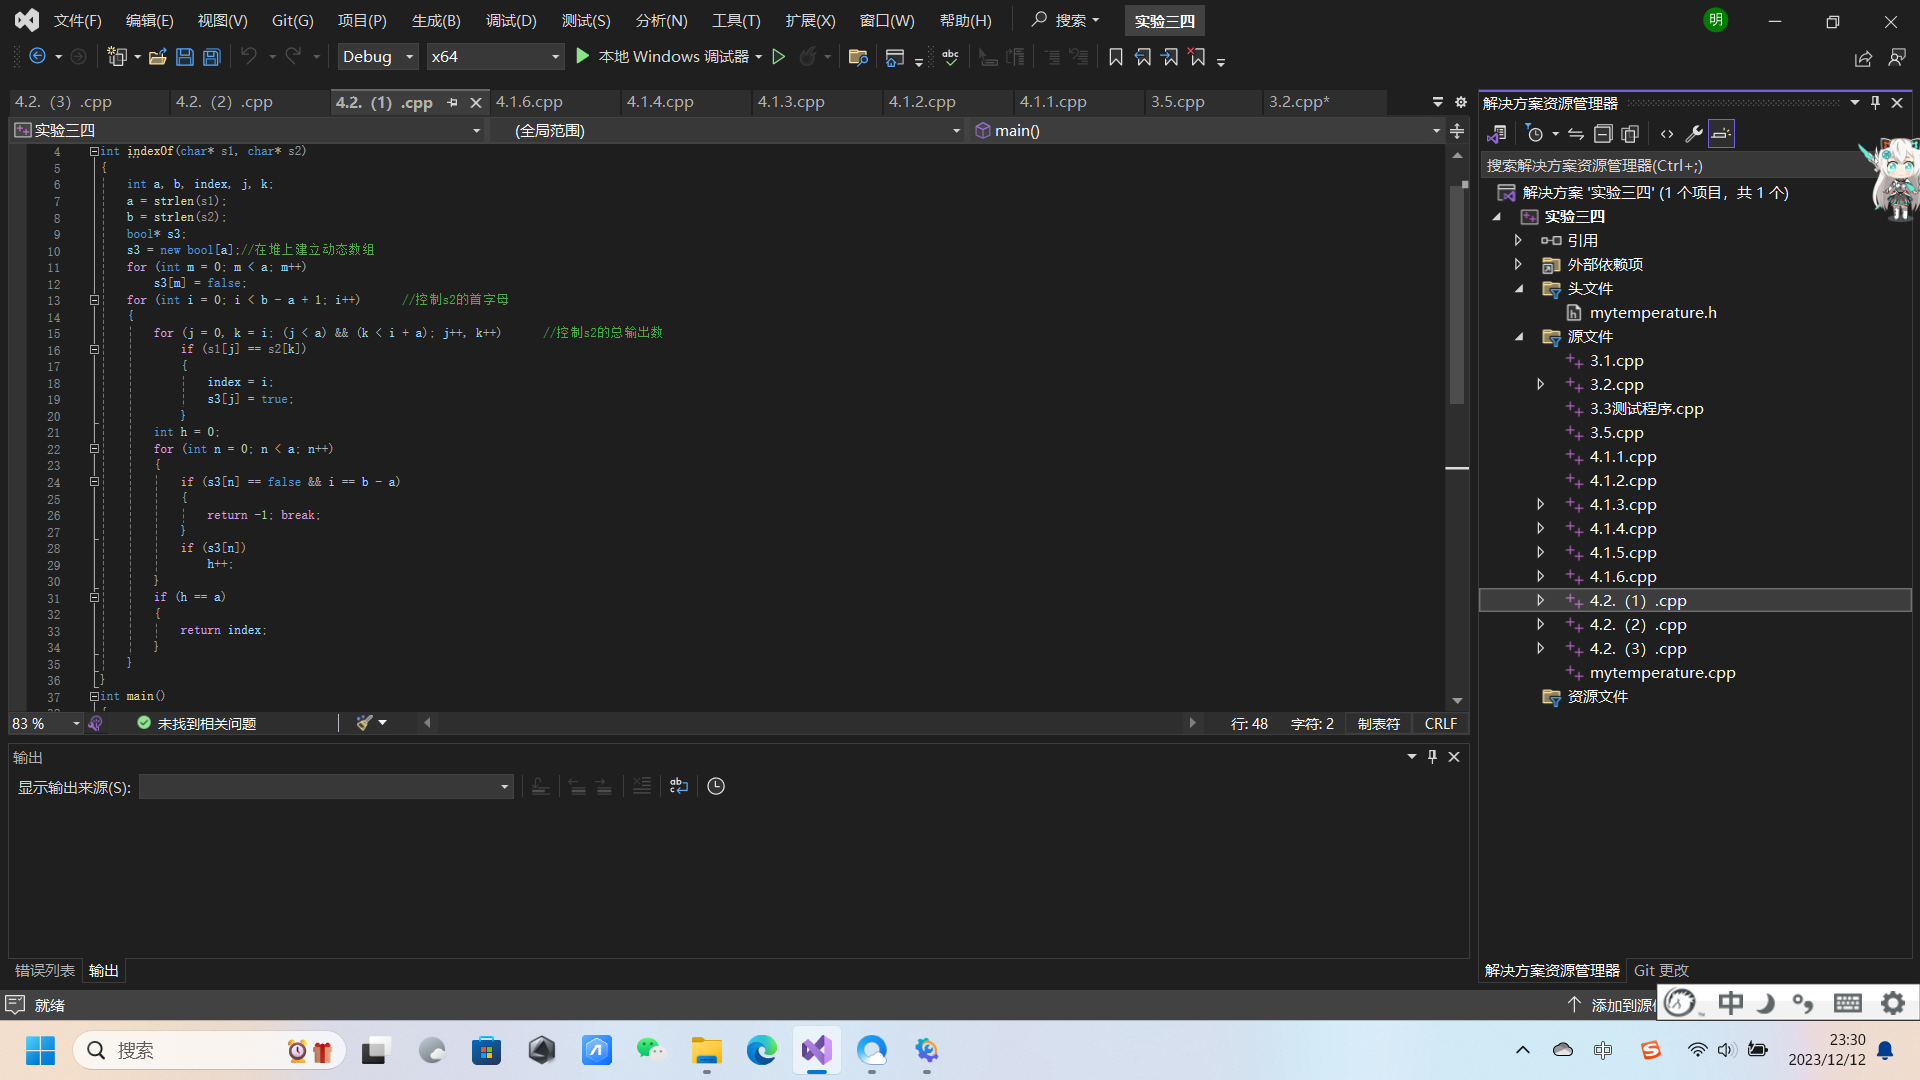 文件(F) 编辑(E) 视图(V) Git(G) 项目(P) 生成(B) 调试(D) 测试(S) 分析(N) 工具(T) 扩展(X) 窗口(W) 帮助(H) 搜索 实验三四 明
Debug x64 本地 Windows 调试器
4.2.（3）.cpp 4.2.（2）.cpp 4.2.（1）.cpp 4.1.6.cpp 4.1.4.cpp 4.1.3.cpp 4.1.2.cpp 4.1.1.cpp 3.5.cpp 3.2.cpp*
实验三四 (全局范围) main()
4 int indexOf(char* s1, char* s2)
5 {
6 int a, b, index, j, k;
7 a = strlen(s1);
8 b = strlen(s2);
9 bool* s3;
10 s3 = new bool[a];//在堆上建立动态数组
11 for (int m = 0; m < a; m++)
12 s3[m] = false;
13 for (int i = 0; i < b - a + 1; i++) //控制s2的首字母
14 {
15 for (j = 0, k = i; (j < a) && (k < i + a); j++, k++) //控制s2的总输出数
16 if (s1[j] == s2[k])
17 {
18 index = i;
19 s3[j] = true;
20 }
21 int h = 0;
22 for (int n = 0; n < a; n++)
23 {
24 if (s3[n] == false && i == b - a)
25 {
26 return -1; break;
27 }
28 if (s3[n])
29 h++;
30 }
31 if (h == a)
32 {
33 return index;
34 }
35 }
36 }
37 int main()
83 % 未找到相关问题 行: 48 字符: 2 制表符 CRLF
输出
显示输出来源(S):
错误列表 输出
解决方案资源管理器
搜索解决方案资源管理器(Ctrl+;)
解决方案 '实验三四' (1 个项目，共 1 个)
实验三四
引用
外部依赖项
头文件
mytemperature.h
源文件
3.1.cpp
3.2.cpp
3.3测试程序.cpp
3.5.cpp
4.1.1.cpp
4.1.2.cpp
4.1.3.cpp
4.1.4.cpp
4.1.5.cpp
4.1.6.cpp
4.2.（1）.cpp
4.2.（2）.cpp
4.2.（3）.cpp
mytemperature.cpp
资源文件
解决方案资源管理器 Git 更改
就绪 添加到源 中
搜索 中 23:30
2023/12/12